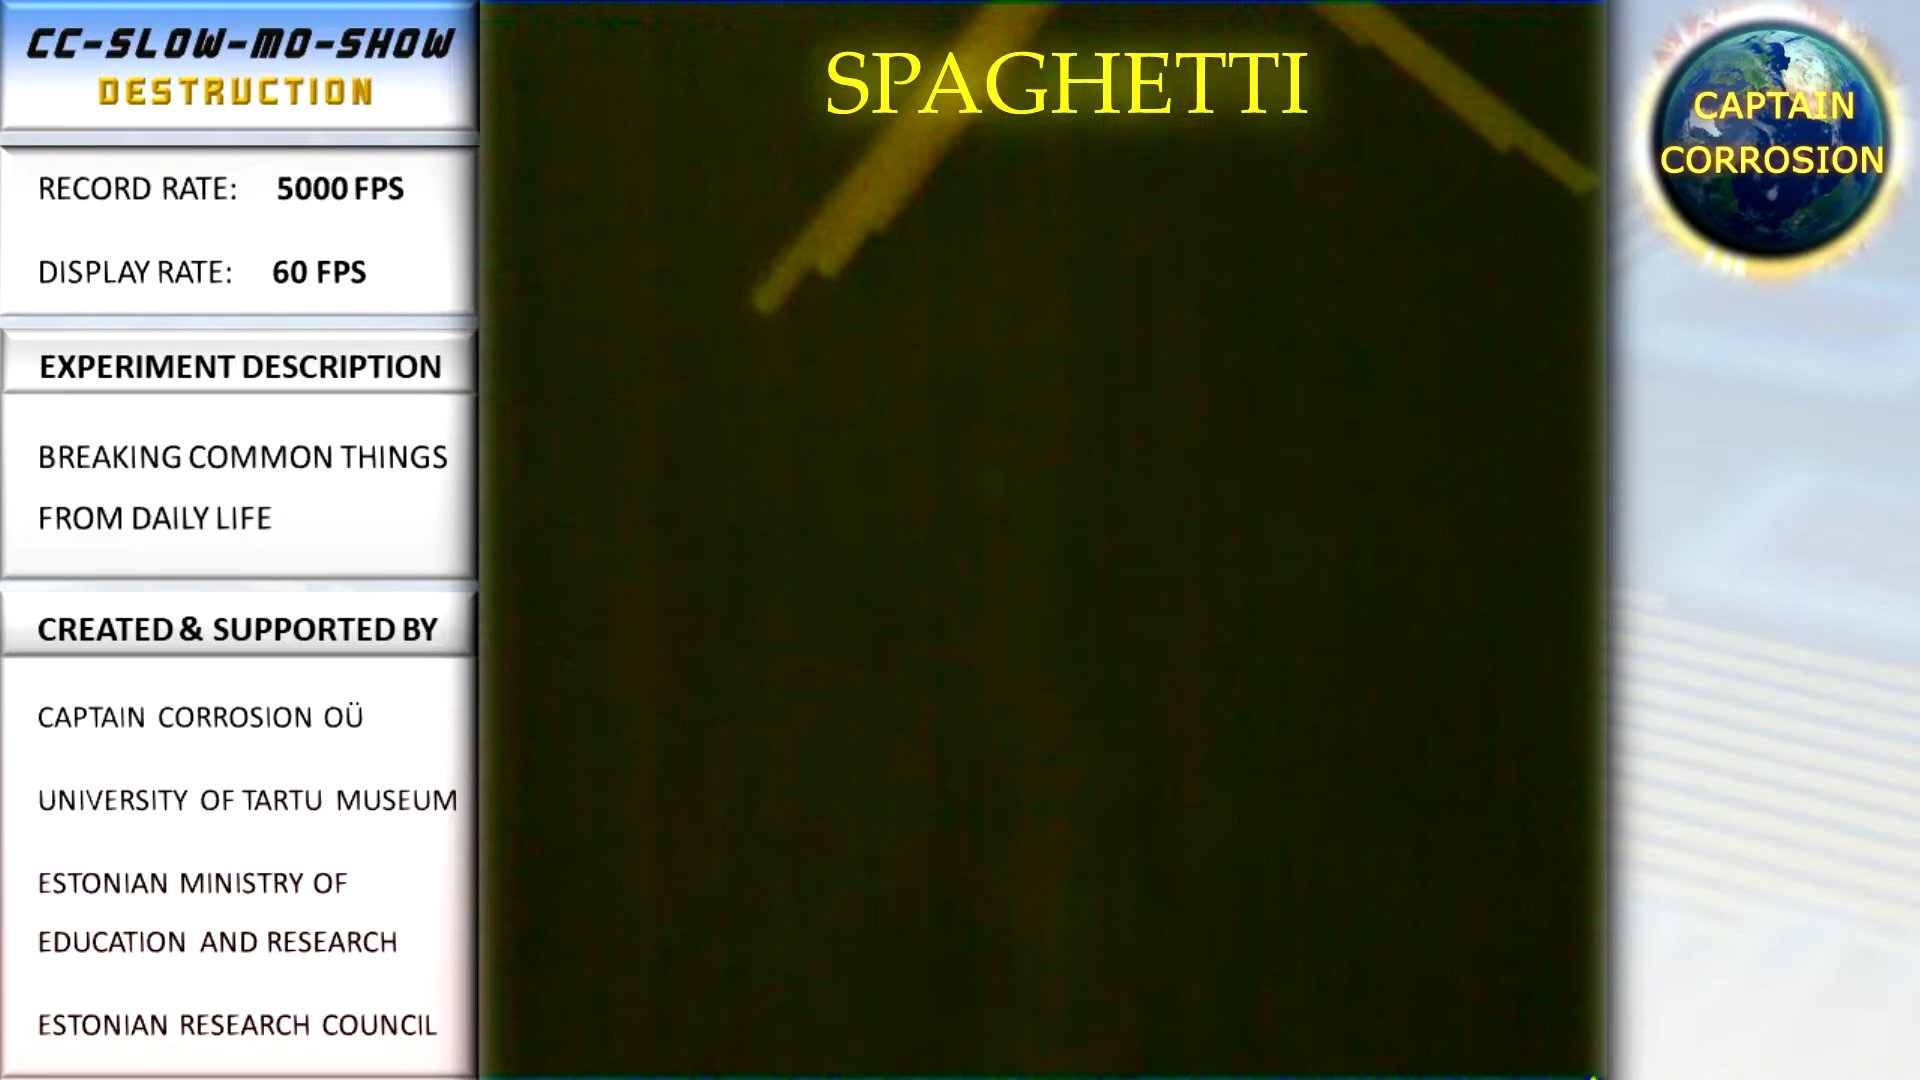 CC-SLOW-MO-SHOW
DESTRUCTION
RECORD RATE: 5000 FPS
DISPLAY RATE: 60 FPS
EXPERIMENT DESCRIPTION
BREAKING COMMON THINGS
FROM DAILY LIFE
CREATED & SUPPORTED BY
CAPTAIN CORROSION OÜ
UNIVERSITY OF TARTU MUSEUM
ESTONIAN MINISTRY OF
EDUCATION AND RESEARCH
ESTONIAN RESEARCH COUNCIL
SPAGHETTI
CAPTAIN
CORROSION